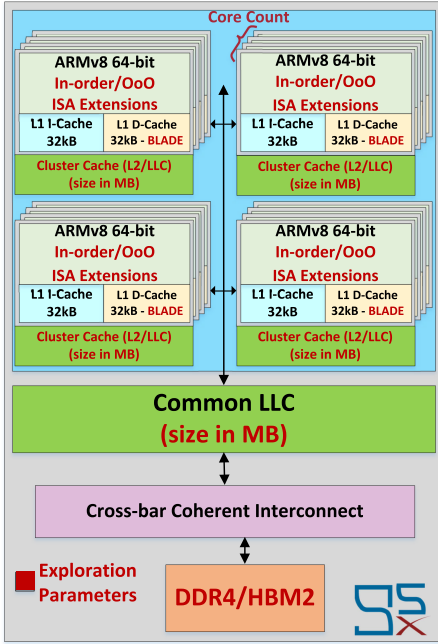 Core Count
ARMv8 64-bit
In-order/OoO
ISA Extensions
L1 I-Cache
32kB
L1 D-Cache
32kB - BLADE
Cluster Cache (L2/LLC)
(size in MB)
ARMv8 64-bit
In-order/OoO
ISA Extensions
L1 I-Cache
32kB
L1 D-Cache
32kB - BLADE
Cluster Cache (L2/LLC)
(size in MB)
ARMv8 64-bit
In-order/OoO
ISA Extensions
L1 I-Cache
32kB
L1 D-Cache
32kB - BLADE
Cluster Cache (L2/LLC)
(size in MB)
ARMv8 64-bit
In-order/OoO
ISA Extensions
L1 I-Cache
32kB
L1 D-Cache
32kB - BLADE
Cluster Cache (L2/LLC)
(size in MB)
Common LLC
(size in MB)
Cross-bar Coherent Interconnect
Exploration
Parameters
DDR4/HBM2